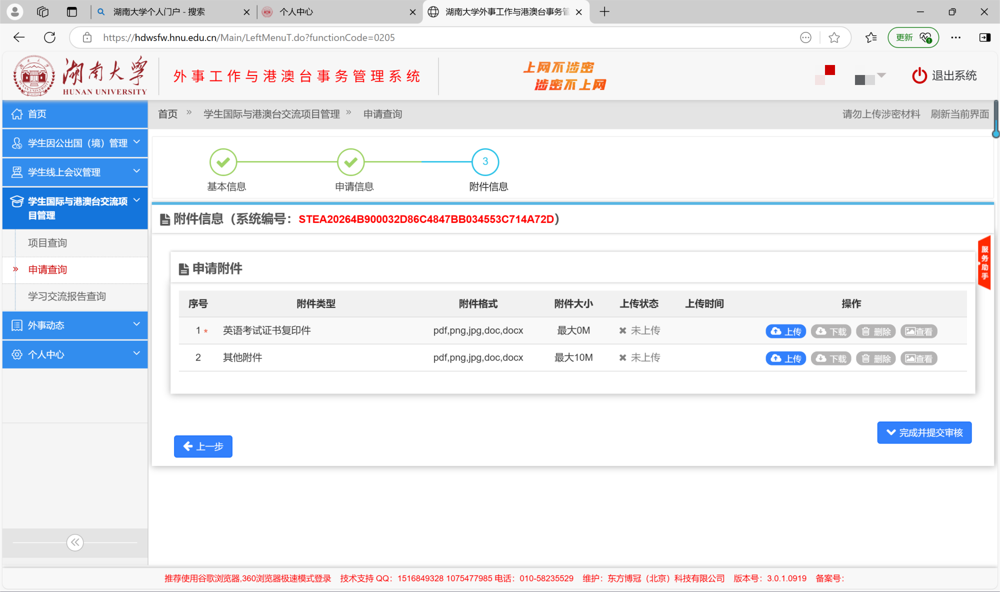 湖南大学个人门户 - 搜索
个人中心
湖南大学外事工作与港澳台事务管
https://hdwsfw.hnu.edu.cn/Main/LeftMenuT.do?functionCode=0205
更新
湖南大学
HUNAN UNIVERSITY
外事工作与港澳台事务管理系统
上网不涉密
涉密不上网
退出系统
首页
学生因公出国（境）管理
学生线上会议管理
学生国际与港澳台交流项
目管理
项目查询
» 申请查询
学习交流报告查询
外事动态
个人中心
首页 » 学生国际与港澳台交流项目管理 » 申请查询
请勿上传涉密材料 刷新当前界面
3
基本信息 申请信息 附件信息
附件信息（系统编号：STEA20264B900032D86C4847BB034553C714A72D）
服务助手
申请附件
序号 附件类型 附件格式 附件大小 上传状态 上传时间 操作
1 * 英语考试证书复印件 pdf,png,jpg,doc,docx 最大0M 未上传 上传 下载 删除 查看
2 其他附件 pdf,png,jpg,doc,docx 最大10M 未上传 上传 下载 删除 查看
上一步
完成并提交审核
推荐使用谷歌浏览器,360浏览器极速模式登录 技术支持 QQ：1516849328 1075477985 电话：010-58235529 维护：东方博冠（北京）科技有限公司 版本号：3.0.1.0919 备案号：